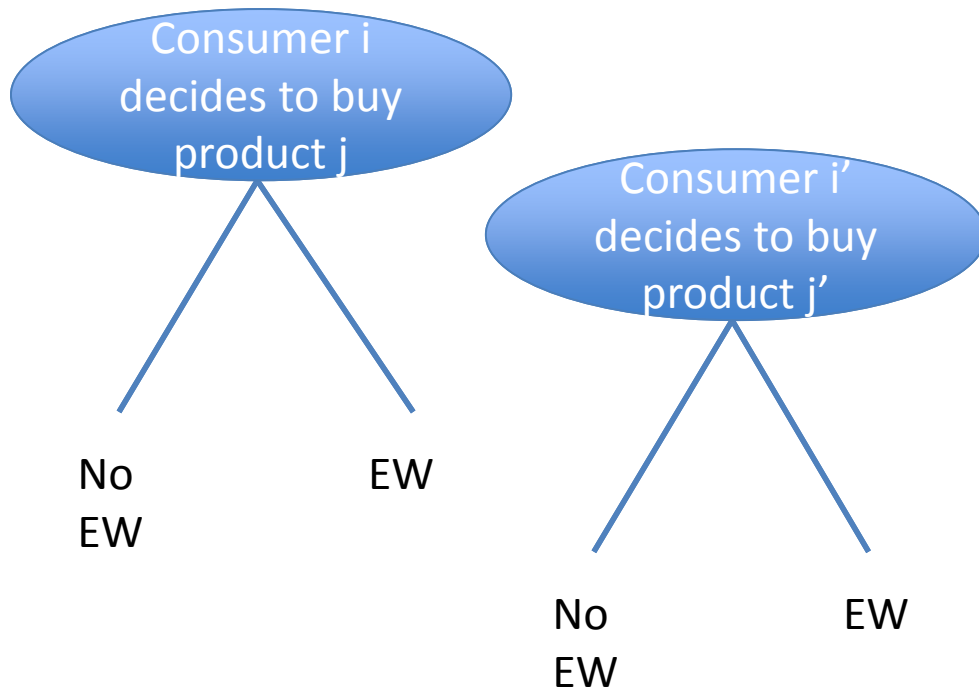 Consumer i
decides to buy
product j
Consumer i’
decides to buy
product j’
No
EW
EW
No
EW
EW